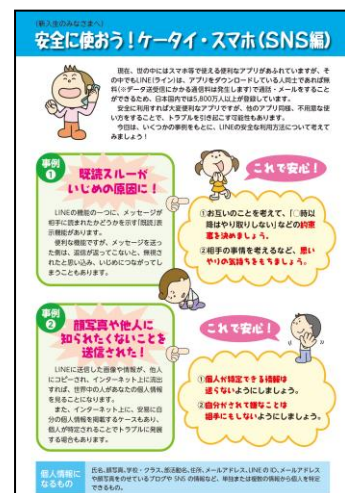 (新入生のみなさまへ)
安全に使おう！ケータイ・スマホ(SNS編)
現在、世の中にはスマホ等で使える便利なアプリがあふれていますが、そ
の中でもLINE(ライン)は、アプリをダウンロードしている人同士であれば無
料(※データ送受信にかかる通信料は発生します)で通話・メールをすること
ができるため、日本国内では5,800万人以上が登録しています。
安全に利用すれば大変便利なアプリですが、他のアプリ同様、不用意な使
い方をすることで、トラブルを引き起こす可能性もあります。
今回は、いくつかの事例をもとに、LINEの安全な利用方法について考えて
みましょう！
事例
①
既読スルーが
いじめの原因に！
LINEの機能の一つに、メッセージが
相手に読まれたかどうかを示す「既読」表
示機能があります。
便利な機能ですが、メッセージを送っ
た側は、返信が返ってこないと、無視さ
れたと思い込み、いじめにつながってし
まうこともあります。
これで安心！
①お互いのことを考えて、「○時以
降はやり取りしない」などの約束
事を決めましょう。
②相手の事情を考えるなど、思い
やりの気持ちをもちましょう。
事例
②
顔写真や他人に
知られたくないことを
送信された！
LINEに送信した画像や情報が、他人
にコピーされ、インターネット上に流出
すれば、世界中の人があなたの個人情報
を見ることになります。
また、インターネット上に、安易に自
分の個人情報を掲載するケースもあり、
個人が特定されることでトラブルに発展
する場合もあります。
これで安心！
①個人が特定できる情報は
送らないようにしましょう。
②自分がされて嫌なことは
相手にもしないようにしましょう。
個人情報に
なるもの
氏名、顔写真、学校・クラス、部活動名、住所、メールアドレス、LINEのID、メールアドレス
や顔写真をのせているブログやSNSの情報など、単独または複数の情報から個人を特定
できるもの。